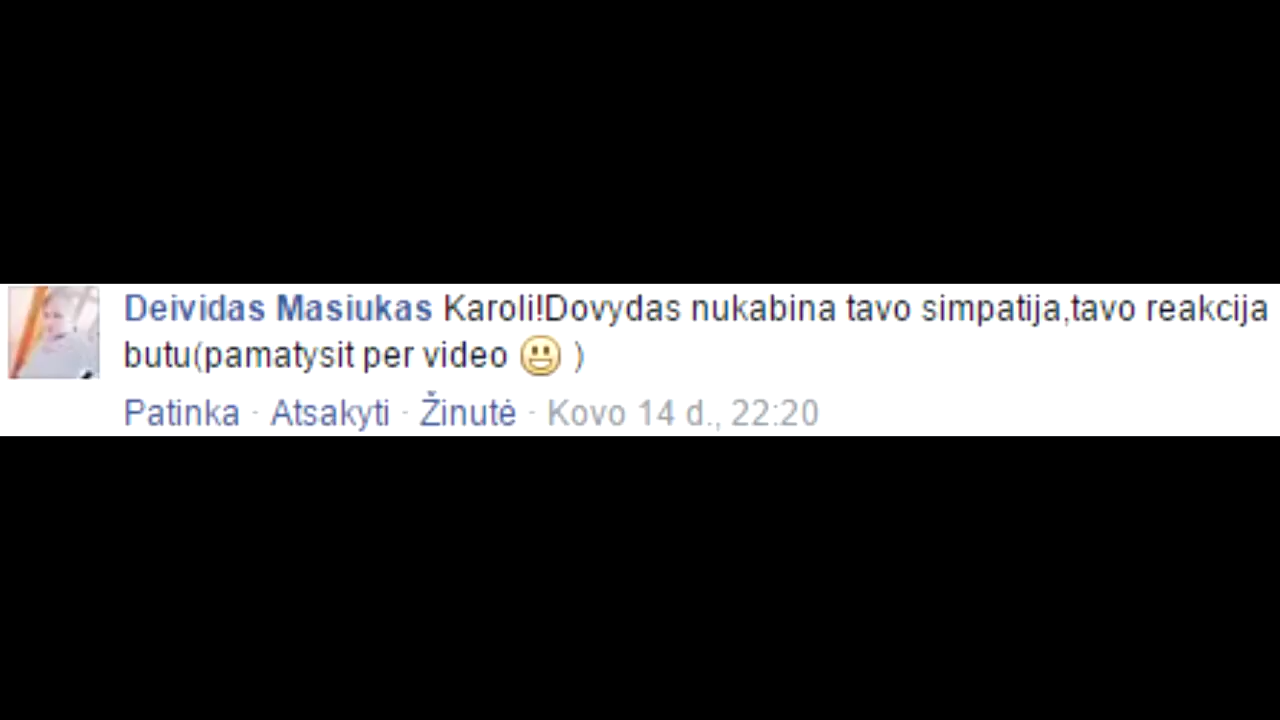 Deividas Masiukas Karoli!Dovydas nukabina tavo simpatija,tavo reakcija
butu(pamatysit per video 😃 )
Patinka · Atsakyti · Žinutė · Kovo 14 d., 22:20